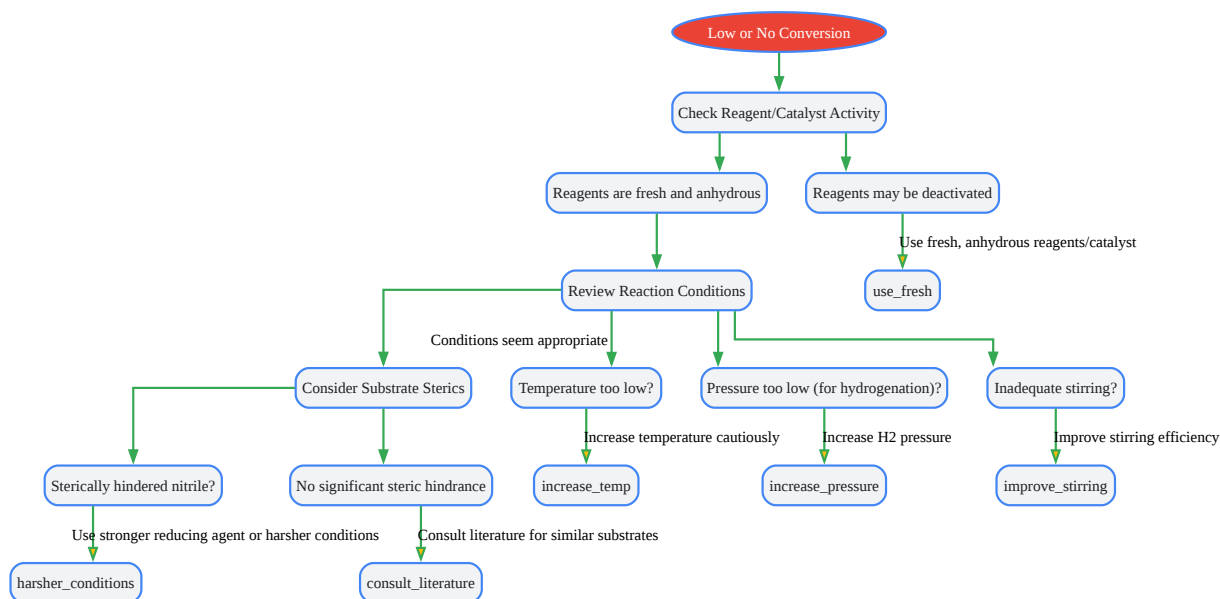 Low or No Conversion
Check Reagent/Catalyst Activity
Reagents are fresh and anhydrous
Reagents may be deactivated
Use fresh, anhydrous reagents/catalyst
Review Reaction Conditions
use_fresh
Conditions seem appropriate
Consider Substrate Sterics
Temperature too low?
Pressure too low (for hydrogenation)?
Inadequate stirring?
Increase temperature cautiously
Increase H2 pressure
Improve stirring efficiency
Sterically hindered nitrile?
No significant steric hindrance
increase_temp
increase_pressure
improve_stirring
Use stronger reducing agent or harsher conditions
Consult literature for similar substrates
harsher_conditions
consult_literature